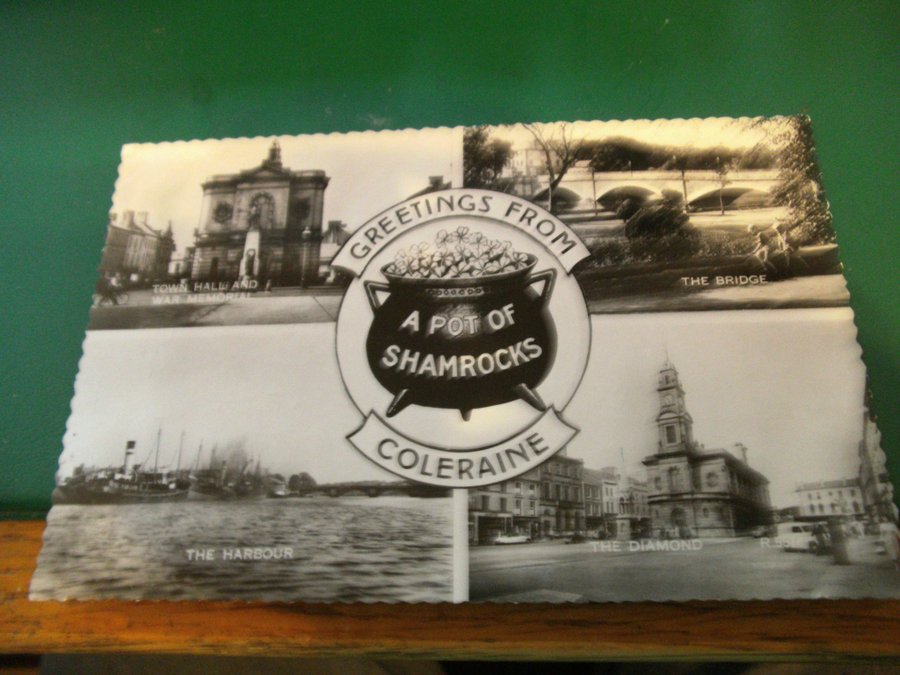 GREETINGS FROM
A POT OF
SHAMROCKS
COLERAINE
TOWN HALL AND
WAR MEMORIAL
THE BRIDGE
THE HARBOUR
THE DIAMOND